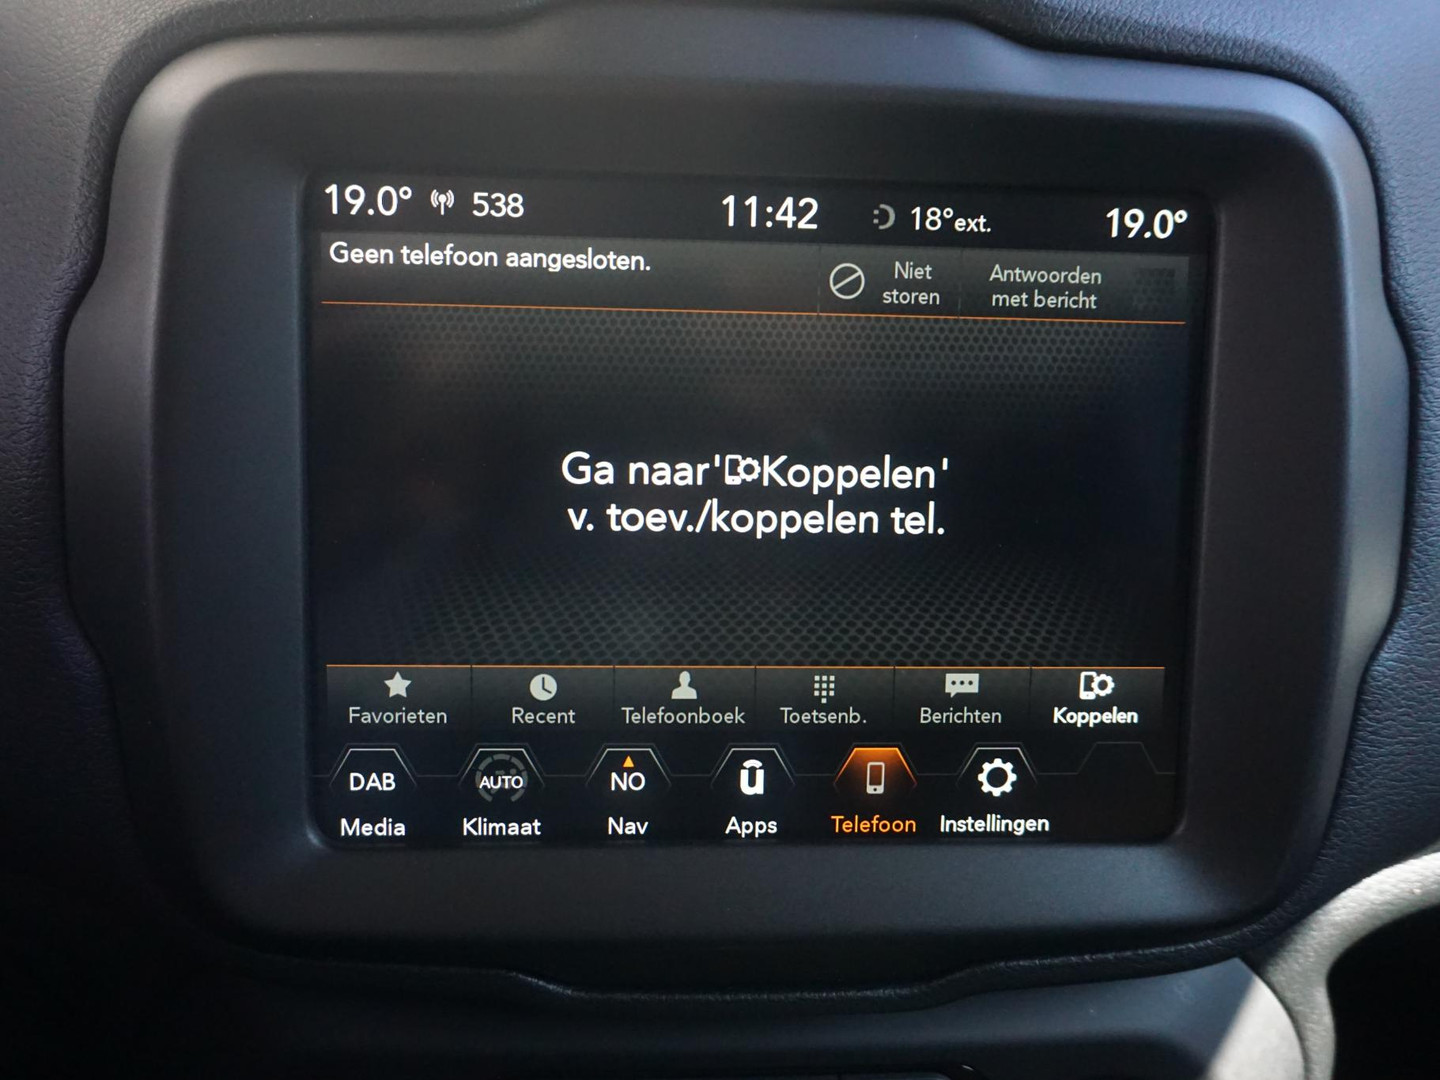 19.0° 538 11:42 18°ext. 19.0°
Geen telefoon aangesloten.
Niet
storen
Antwoorden
met bericht
Ga naar'Koppelen'
v. toev./koppelen tel.
Favorieten Recent Telefoonboek Toetsenb. Berichten Koppelen
DAB AUTO NO û
Media Klimaat Nav Apps Telefoon Instellingen